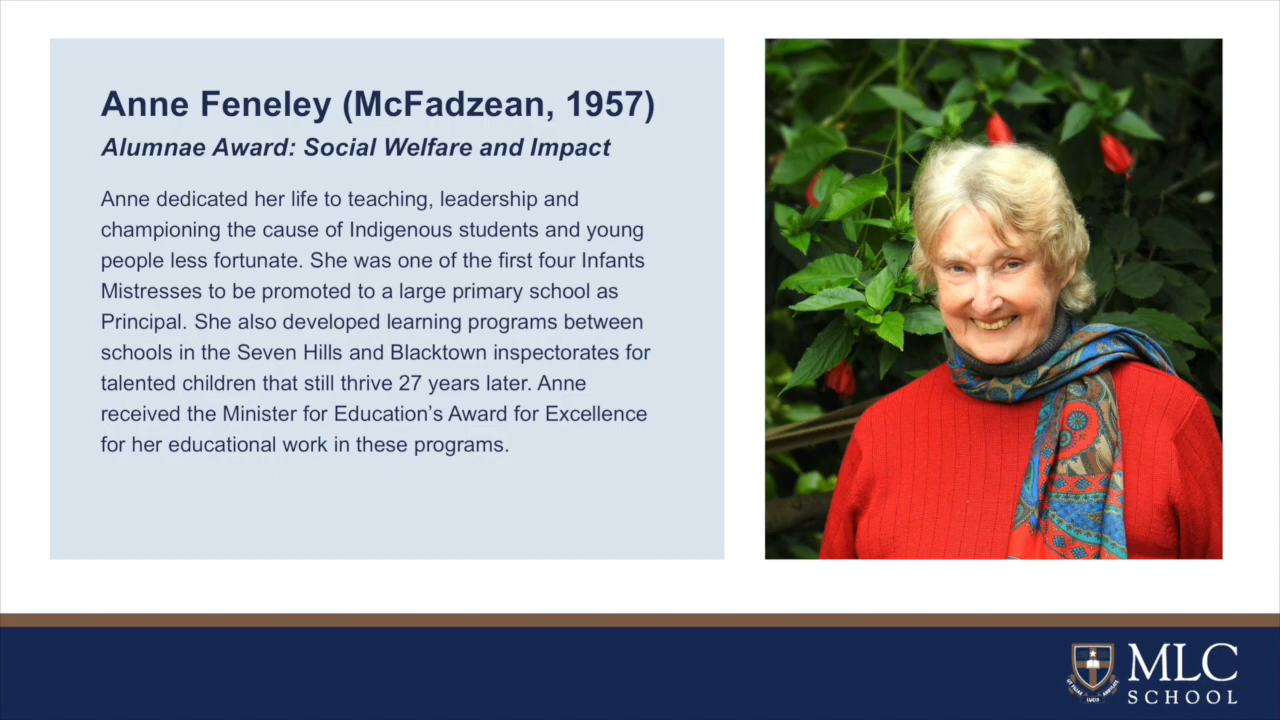 Anne Feneley (McFadzean, 1957)
Alumnae Award: Social Welfare and Impact
Anne dedicated her life to teaching, leadership and
championing the cause of Indigenous students and young
people less fortunate. She was one of the first four Infants
Mistresses to be promoted to a large primary school as
Principal. She also developed learning programs between
schools in the Seven Hills and Blacktown inspectorates for
talented children that still thrive 27 years later. Anne
received the Minister for Education’s Award for Excellence
for her educational work in these programs.
MLC
SCHOOL